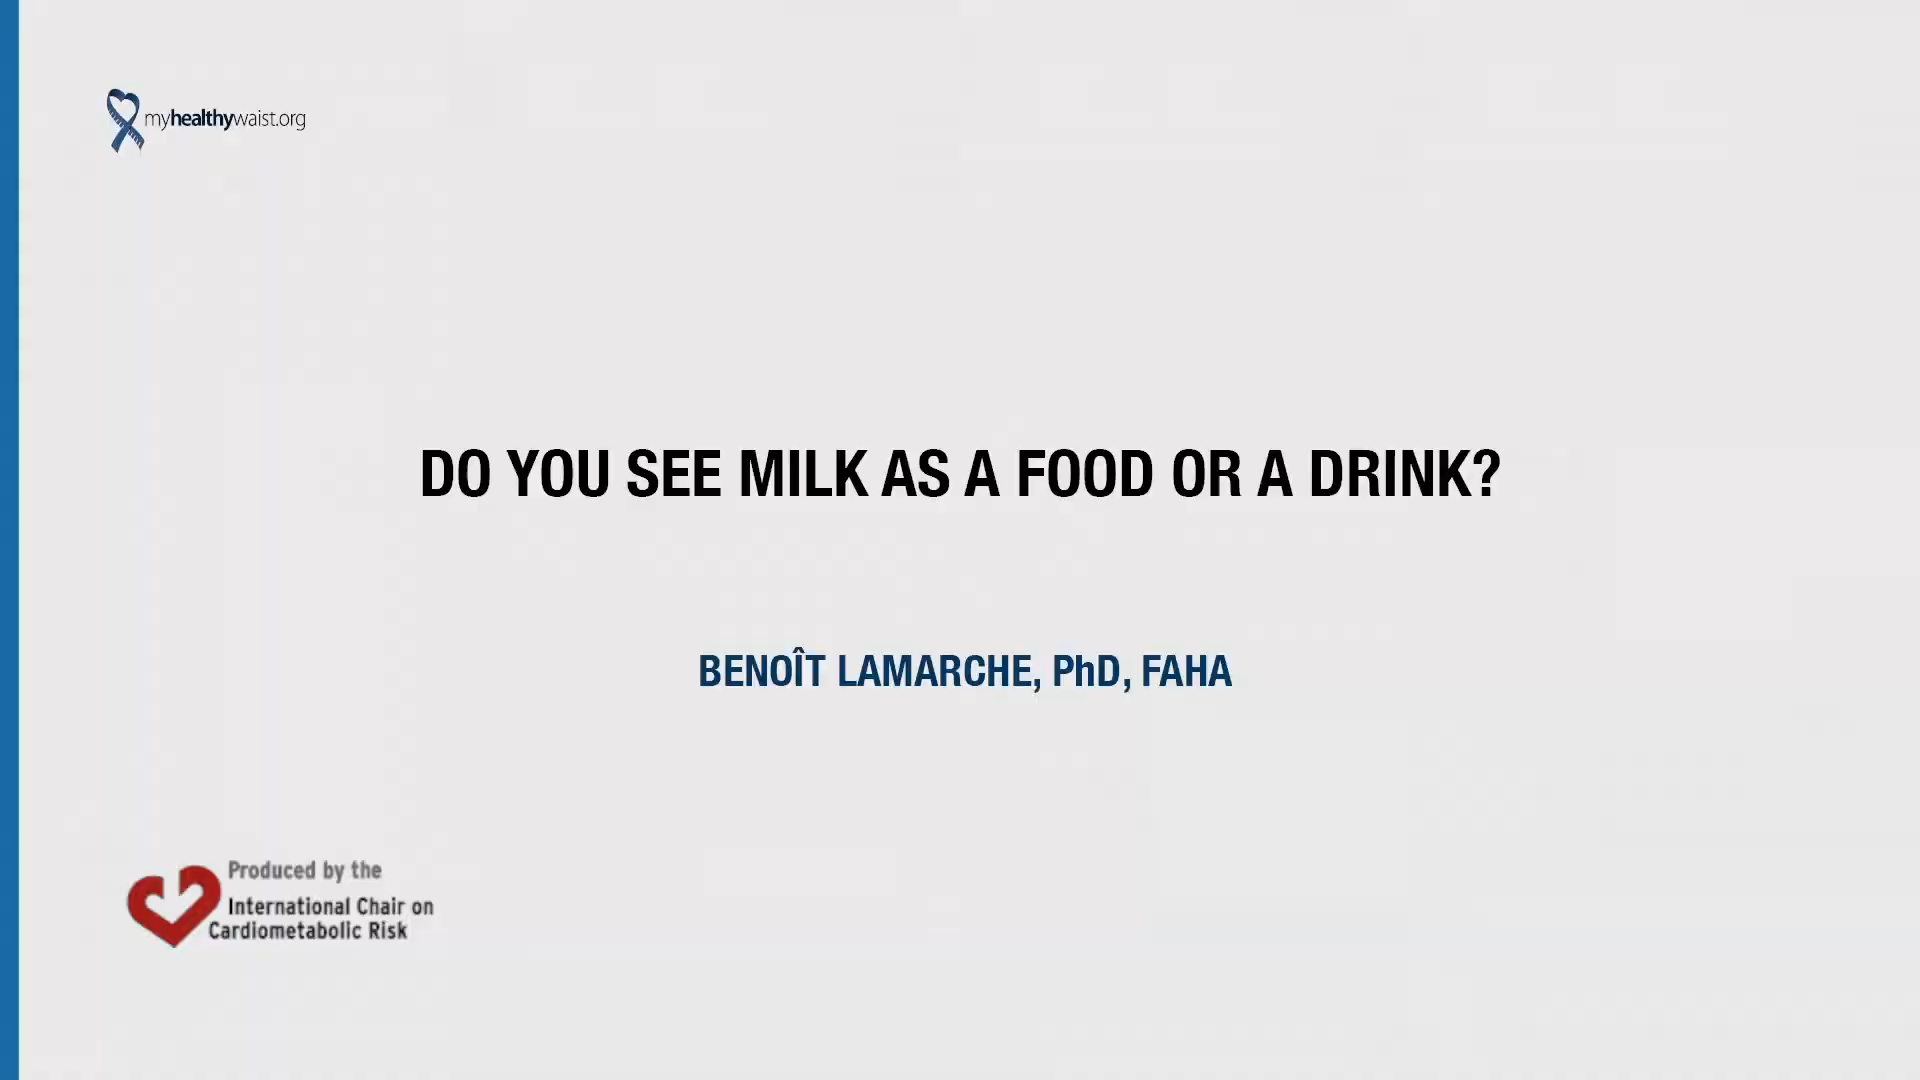 myhealthywaist.org
DO YOU SEE MILK AS A FOOD OR A DRINK?
BENOÎT LAMARCHE, PhD, FAHA
Produced by the
International Chair on
Cardiometabolic Risk